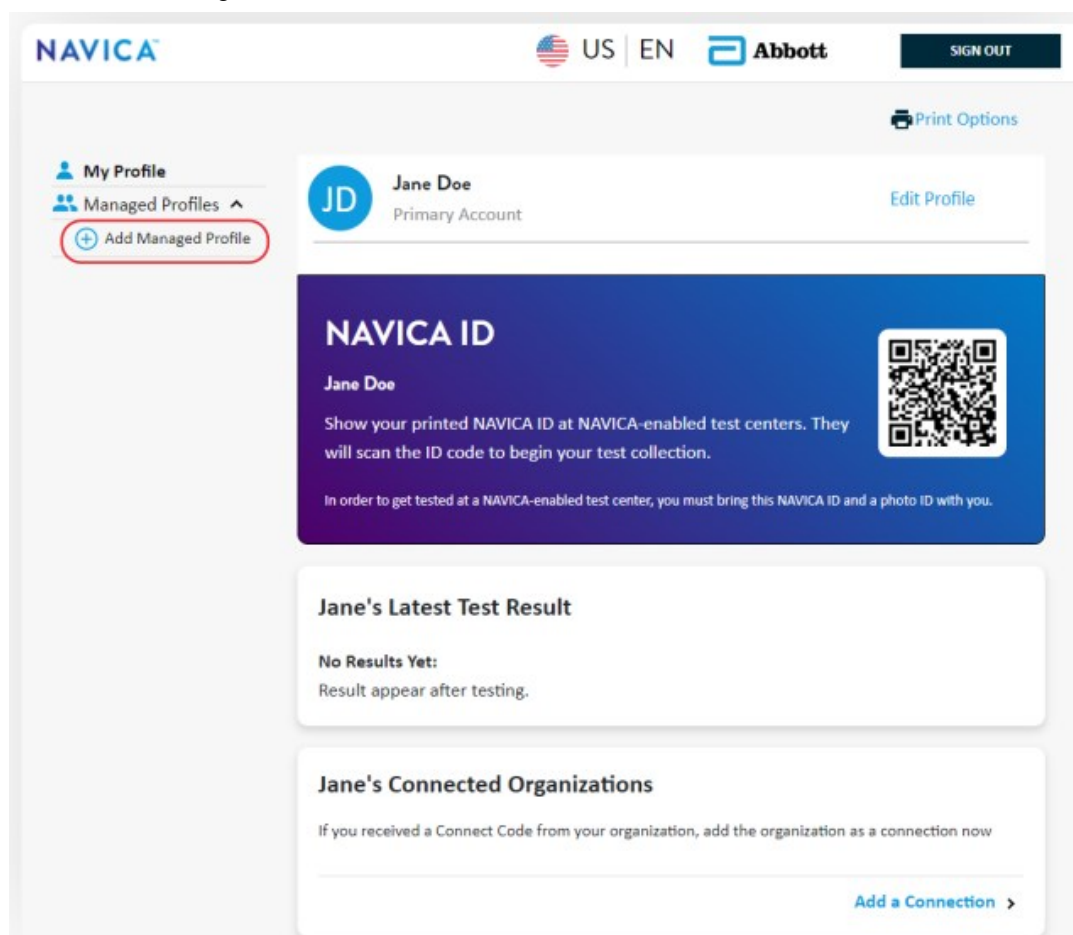 NAVICA™
US | EN
Abbott
SIGN OUT
Print Options
My Profile
Managed Profiles
Add Managed Profile
JD
Jane Doe
Primary Account
Edit Profile
NAVICA ID
Jane Doe
Show your printed NAVICA ID at NAVICA-enabled test centers. They
will scan the ID code to begin your test collection.
In order to get tested at a NAVICA-enabled test center, you must bring this NAVICA ID and a photo ID with you.
Jane's Latest Test Result
No Results Yet:
Result appear after testing.
Jane's Connected Organizations
If you received a Connect Code from your organization, add the organization as a connection now
Add a Connection >